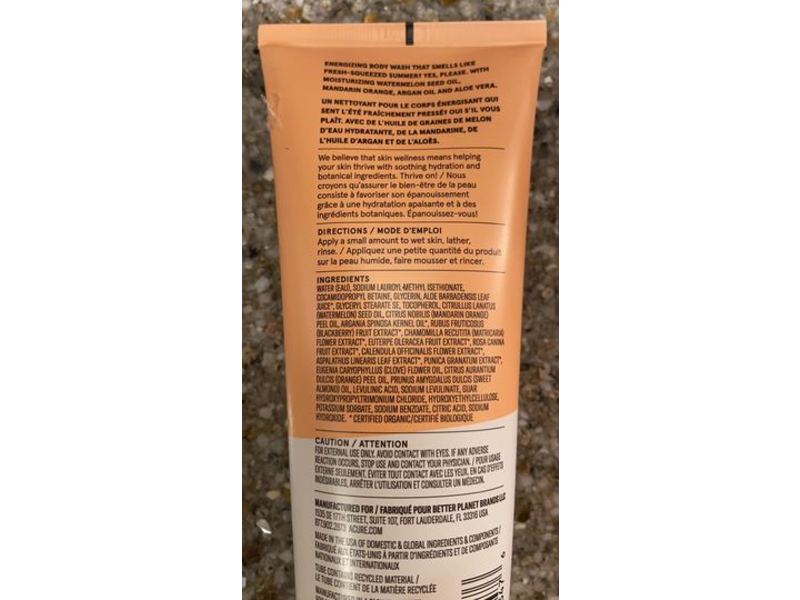 ENERGIZING BODY WASH THAT SMELLS LIKE
FRESH-SQUEEZED SUMMER! YES, PLEASE. WITH
MOISTURIZING WATERMELON SEED OIL,
MANDARIN ORANGE, ARGAN OIL AND ALOE VERA.
UN NETTOYANT POUR LE CORPS ÉNERGISANT QUI
SENT L'ÉTÉ FRAÎCHEMENT PRESSÉ! OUI S'IL VOUS
PLAÎT. AVEC DE L'HUILE DE GRAINES DE MELON
D'EAU HYDRATANTE, DE LA MANDARINE, DE
L'HUILE D'ARGAN ET DE L'ALOÈS.
We believe that skin wellness means helping
your skin thrive with soothing hydration and
botanical ingredients. Thrive on! / Nous
croyons qu'assurer le bien-être de la peau
consiste à favoriser son épanouissement
grâce à une hydratation apaisante et à des
ingrédients botaniques. Épanouissez-vous!
DIRECTIONS / MODE D'EMPLOI
Apply a small amount to wet skin, lather,
rinse. / Appliquez une petite quantité du produit
sur la peau humide, faire mousser et rincer.
INGREDIENTS
WATER (EAU), SODIUM LAUROYL METHYL ISETHIONATE,
COCAMIDOPROPYL BETAINE, GLYCERIN, ALOE BARBADENSIS LEAF
JUICE*, GLYCERYL STEARATE SE, TOCOPHEROL, CITRULLUS LANATUS
(WATERMELON) SEED OIL, CITRUS NOBILIS (MANDARIN ORANGE)
PEEL OIL, ARGANIA SPINOSA KERNEL OIL*, RUBUS FRUTICOSUS
(BLACKBERRY) FRUIT EXTRACT*, CHAMOMILLA RECUTITA (MATRICARIA)
FLOWER EXTRACT*, EUTERPE OLERACEA FRUIT EXTRACT*, ROSA CANINA
FRUIT EXTRACT*, CALENDULA OFFICINALIS FLOWER EXTRACT*,
ASPALATHUS LINEARIS LEAF EXTRACT*, PUNICA GRANATUM EXTRACT*,
EUGENIA CARYOPHYLLUS (CLOVE) FLOWER OIL, CITRUS AURANTIUM
DULCIS (ORANGE) PEEL OIL, PRUNUS AMYGDALUS DULCIS (SWEET
ALMOND) OIL, LEVULINIC ACID, SODIUM LEVULINATE, GUAR
HYDROXYPROPYLTRIMONIUM CHLORIDE, HYDROXYETHYLCELLULOSE,
POTASSIUM SORBATE, SODIUM BENZOATE, CITRIC ACID, SODIUM
HYDROXIDE. *CERTIFIED ORGANIC/CERTIFIÉ BIOLOGIQUE
CAUTION / ATTENTION
FOR EXTERNAL USE ONLY. AVOID CONTACT WITH EYES. IF ANY ADVERSE
REACTION OCCURS, STOP USE AND CONTACT YOUR PHYSICIAN. / POUR USAGE
EXTERNE SEULEMENT. ÉVITER TOUT CONTACT AVEC LES YEUX. EN CAS D'EFFETS
INDÉSIRABLES, ARRÊTER L'UTILISATION ET CONSULTER UN MÉDECIN.
MANUFACTURED FOR / FABRIQUÉ POUR BETTER PLANET BRANDS LLC
1535 SE 17TH STREET, SUITE 107, FORT LAUDERDALE, FL 33316 USA
877.902.2873 ACURE.COM
MADE IN THE USA OF DOMESTIC & GLOBAL INGREDIENTS & COMPONENTS /
FABRIQUÉ AUX ÉTATS-UNIS À PARTIR D'INGRÉDIENTS ET DE COMPOSANTS
NATIONAUX ET INTERNATIONAUX
TUBE CONTAINS RECYCLED MATERIAL /
LE TUBE CONTIENT DE LA MATIÈRE RECYCLÉE
MANUFACTURED IN A